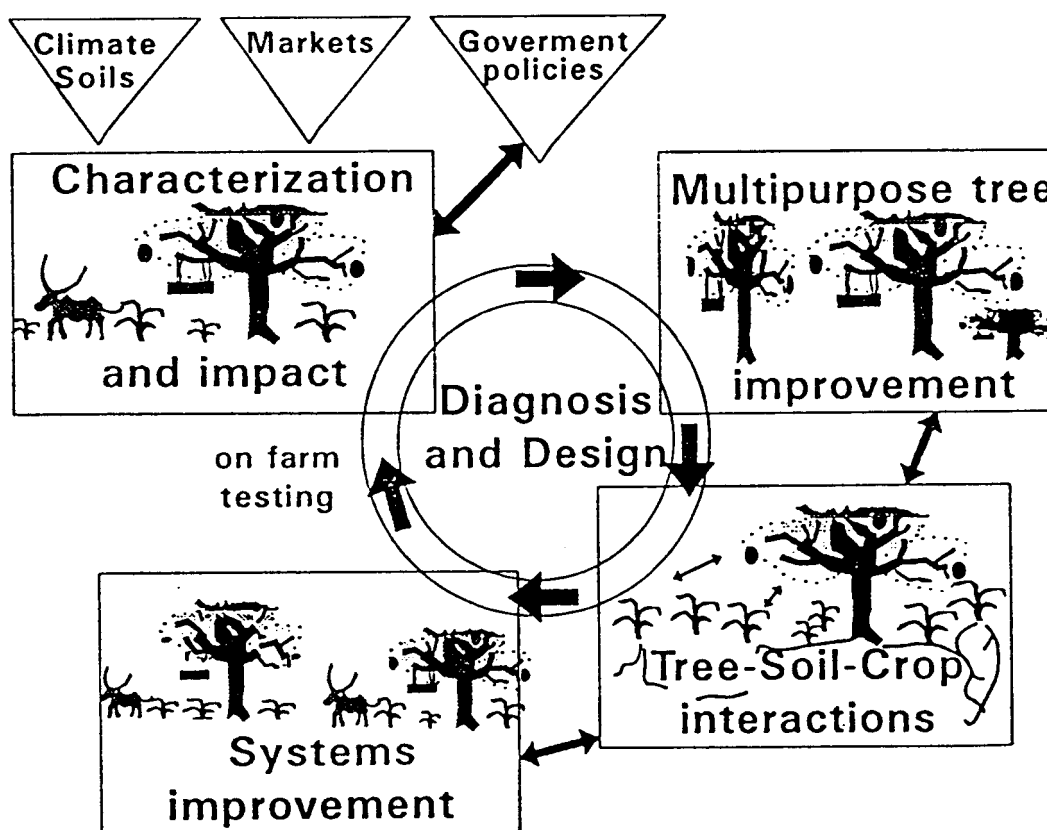 Climate
Soils
Markets
Goverment
policies
Characterization
and impact
Multipurpose tree
improvement
Diagnosis
and Design
on farm
testing
Tree-Soil-Crop
interactions
Systems
improvement